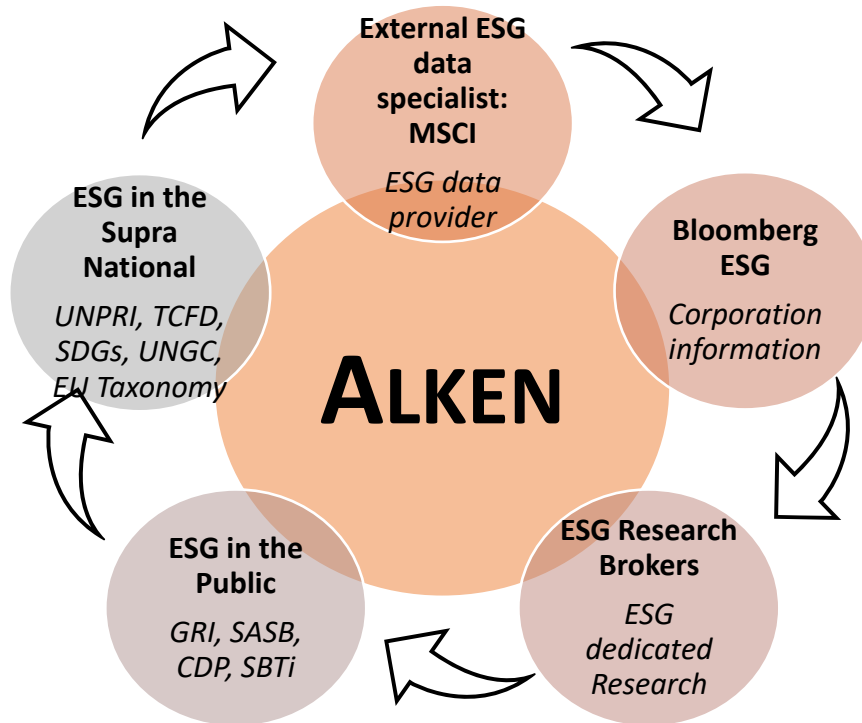 External ESG
data
specialist:
MSCI
ESG data
provider
Bloomberg
ESG
Corporation
information
ESG Research
Brokers
ESG
dedicated
Research
ESG in the
Public
GRI, SASB,
CDP, SBTi
ESG in the
Supra
National
UNPRI, TCFD,
SDGs, UNGC,
EU Taxonomy
ALKEN